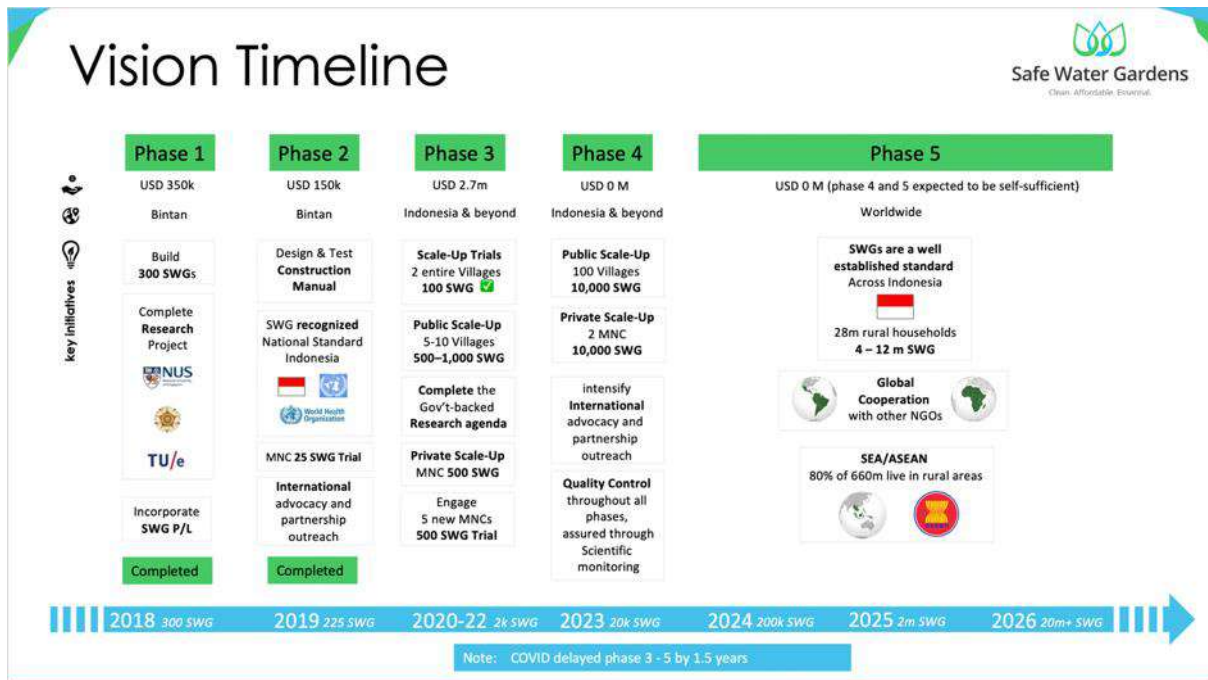 Vision Timeline
Safe Water Gardens
Clean. Affordable. Essential.
Phase 1
USD 350k
Bintan
key initiatives
Build
300 SWGs
Complete
Research
Project
NUS
TU/e
Incorporate
SWG P/L
Completed
Phase 2
USD 150k
Bintan
Design & Test
Construction
Manual
SWG recognized
National Standard
Indonesia
World Health
Organization
MNC 25 SWG Trial
International
advocacy and
partnership
outreach
Completed
Phase 3
USD 2.7m
Indonesia & beyond
Scale-Up Trials
2 entire Villages
100 SWG
Public Scale-Up
5-10 Villages
500–1,000 SWG
Complete the
Gov't-backed
Research agenda
Private Scale-Up
MNC 500 SWG
Engage
5 new MNCs
500 SWG Trial
Phase 4
USD 0 M
Indonesia & beyond
Public Scale-Up
100 Villages
10,000 SWG
Private Scale-Up
2 MNC
10,000 SWG
intensify
International
advocacy and
partnership
outreach
Quality Control
throughout all
phases,
assured through
Scientific
monitoring
Phase 5
USD 0 M (phase 4 and 5 expected to be self-sufficient)
Worldwide
SWGs are a well
established standard
Across Indonesia
28m rural households
4 – 12 m SWG
Global
Cooperation
with other NGOs
SEA/ASEAN
80% of 660m live in rural areas
2018 300 SWG
2019 225 SWG
2020-22 2k SWG
2023 20k SWG
2024 200k SWG
2025 2m SWG
2026 20m+ SWG
Note: COVID delayed phase 3 - 5 by 1.5 years